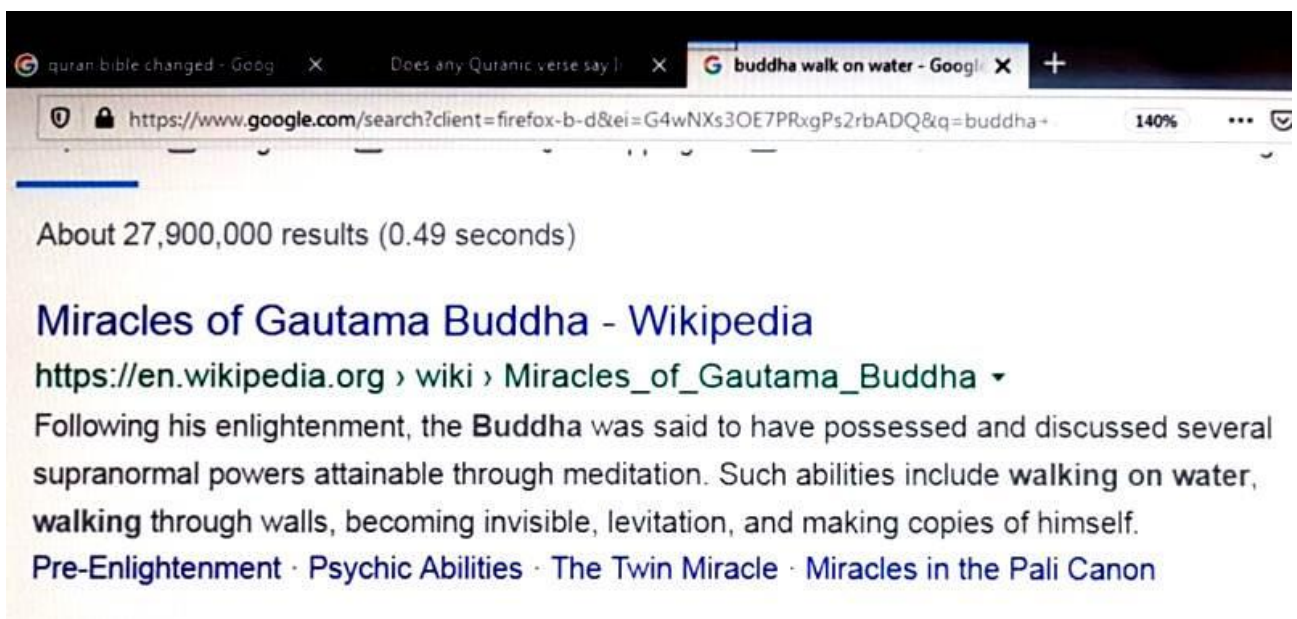 quran bible changed - Goog
Does any Quranic verse say
buddha walk on water - Googl
https://www.google.com/search?client=firefox-b-d&ei=G4wNXs3OE7PRxgPs2rbADQ&q=buddha+
140%
About 27,900,000 results (0.49 seconds)
Miracles of Gautama Buddha - Wikipedia
https://en.wikipedia.org › wiki › Miracles_of_Gautama_Buddha
Following his enlightenment, the Buddha was said to have possessed and discussed several
supranormal powers attainable through meditation. Such abilities include walking on water,
walking through walls, becoming invisible, levitation, and making copies of himself.
Pre-Enlightenment · Psychic Abilities · The Twin Miracle · Miracles in the Pali Canon